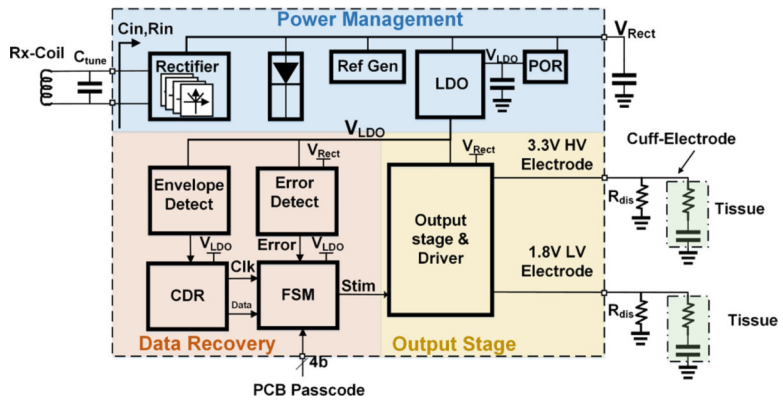 Power Management
Cin,Rin
VRect
Rx-Coil
Ctune
Rectifier
Ref Gen
LDO
VLDO
POR
VLDO
VRect
VRect
3.3V HV
Electrode
Cuff-Electrode
Envelope
Detect
Error
Detect
Rdis
Tissue
Output
stage &
Driver
VLDO
Error
VLDO
1.8V LV
Electrode
CDR
Clk
Data
FSM
Stim
Rdis
Tissue
Data Recovery
Output Stage
4b
PCB Passcode